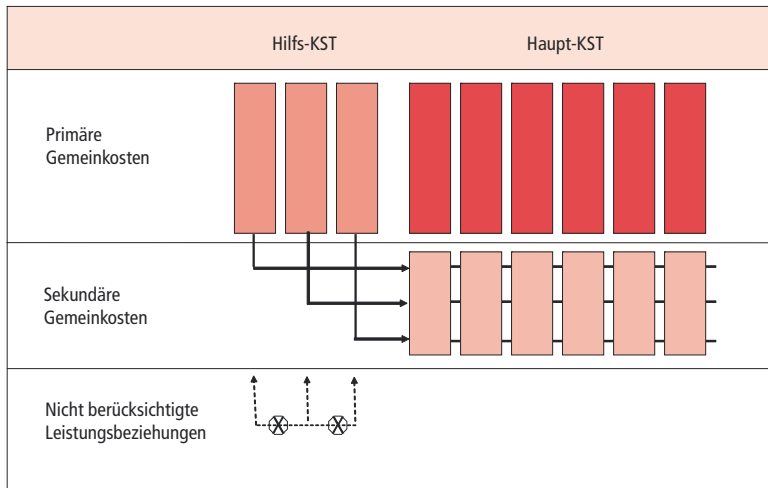 Hilfs-KST Haupt-KST
Primäre
Gemeinkosten
Sekundäre
Gemeinkosten
Nicht berücksichtigte
Leistungsbeziehungen